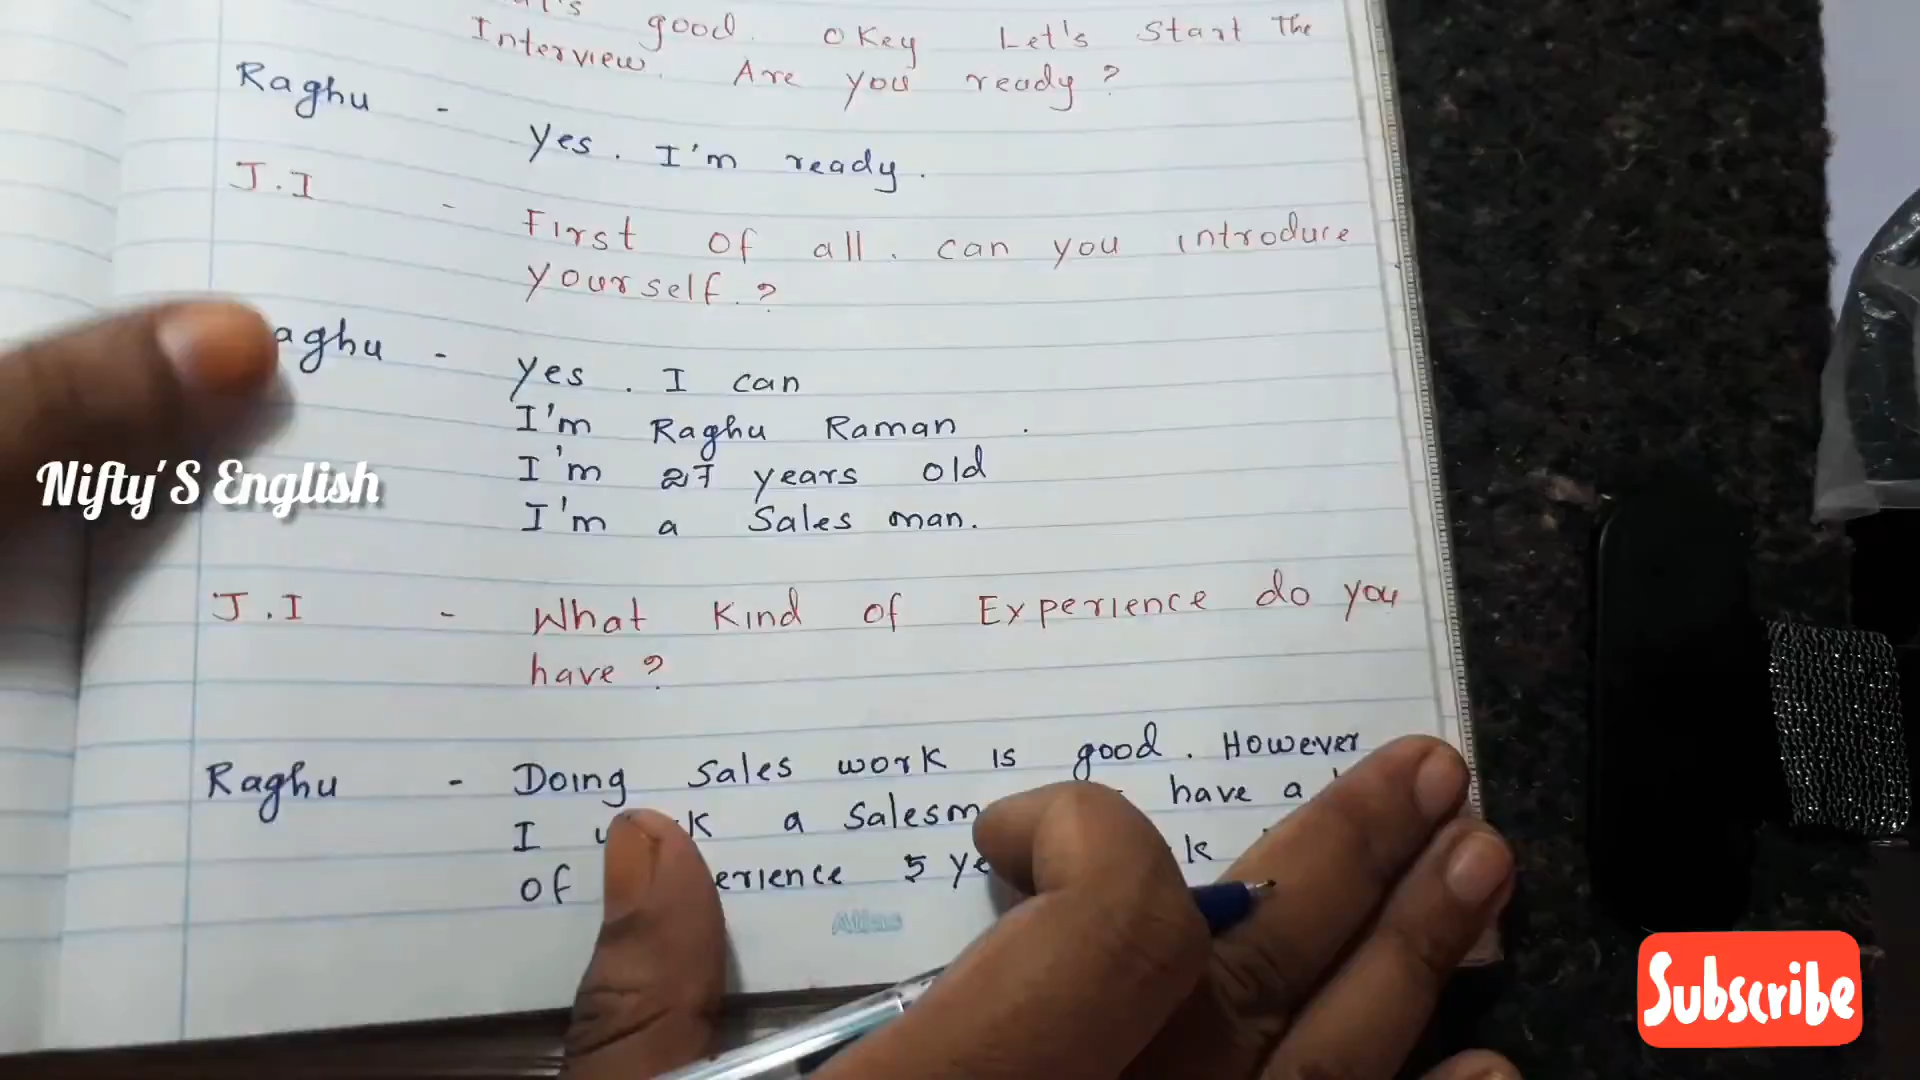 good. Okey Let's Start The
Interview. Are you ready?
Raghu - Yes. I'm ready.
J.I - First of all. can you introduce
yourself.?
aghu - Yes. I can
I'm Raghu Raman.
I'm 27 years old
I'm a Sales man.
Nifty'S English
J.I - What Kind of Experience do you
have?
Raghu - Doing Sales work is good. However
I a have a
of 5
Atlas
Subscribe